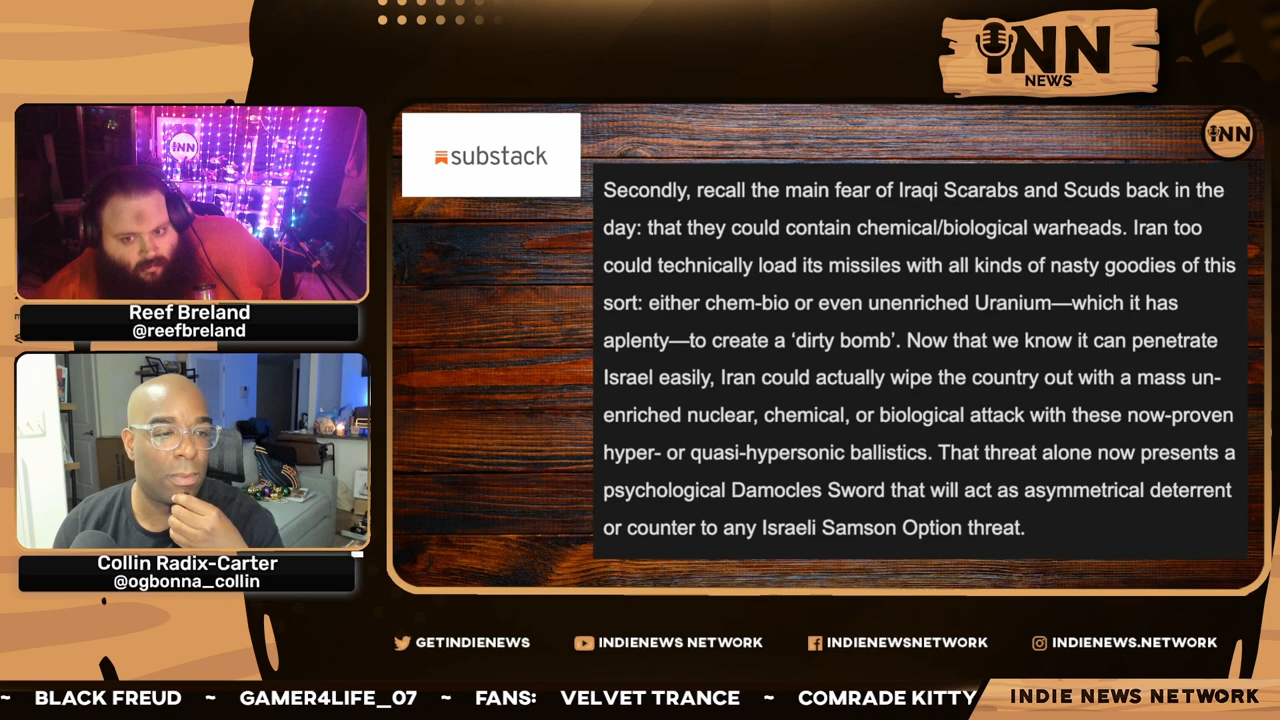 iNN
NEWS
iNN
iNN
substack
Secondly, recall the main fear of Iraqi Scarabs and Scuds back in the
day: that they could contain chemical/biological warheads. Iran too
could technically load its missiles with all kinds of nasty goodies of this
sort: either chem-bio or even unenriched Uranium—which it has
aplenty—to create a ‘dirty bomb’. Now that we know it can penetrate
Israel easily, Iran could actually wipe the country out with a mass un-
enriched nuclear, chemical, or biological attack with these now-proven
hyper- or quasi-hypersonic ballistics. That threat alone now presents a
psychological Damocles Sword that will act as asymmetrical deterrent
or counter to any Israeli Samson Option threat.
Reef Breland
@reefbreland
Collin Radix-Carter
@ogbonna_collin
GETINDIENEWS
INDIENEWS NETWORK
INDIENEWSNETWORK
INDIENEWS.NETWORK
~ BLACK FREUD ~ GAMER4LIFE_07 ~ FANS: VELVET TRANCE ~ COMRADE KITTY
INDIE NEWS NETWORK